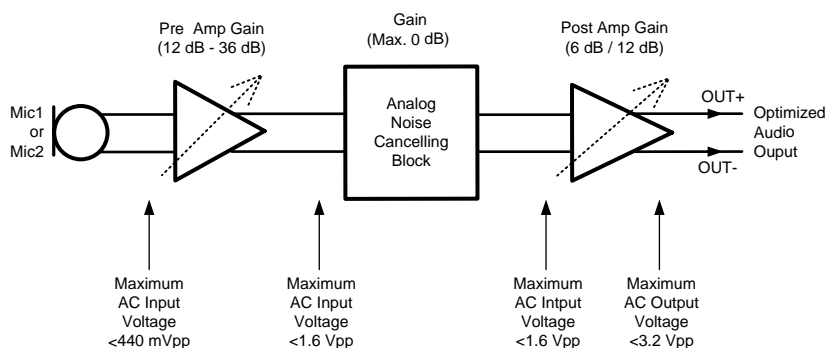 Pre Amp Gain
(12 dB - 36 dB)
Gain
(Max. 0 dB)
Post Amp Gain
(6 dB / 12 dB)
Mic1
or
Mic2
Analog
Noise
Cancelling
Block
OUT+
OUT-
Optimized
Audio
Ouput
Maximum
AC Input
Voltage
<440 mVpp
Maximum
AC Input
Voltage
<1.6 Vpp
Maximum
AC Intput
Voltage
<1.6 Vpp
Maximum
AC Output
Voltage
<3.2 Vpp